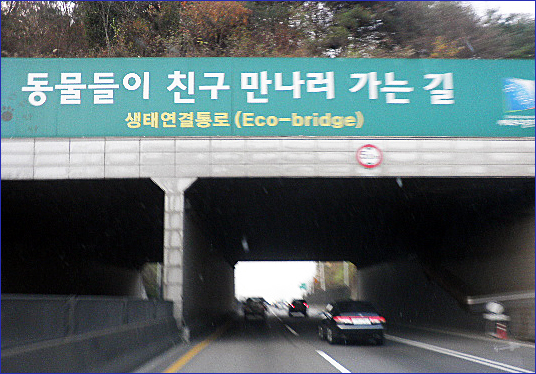 동물들이 친구 만나러 가는 길
생태연결통로 (Eco-bridge)